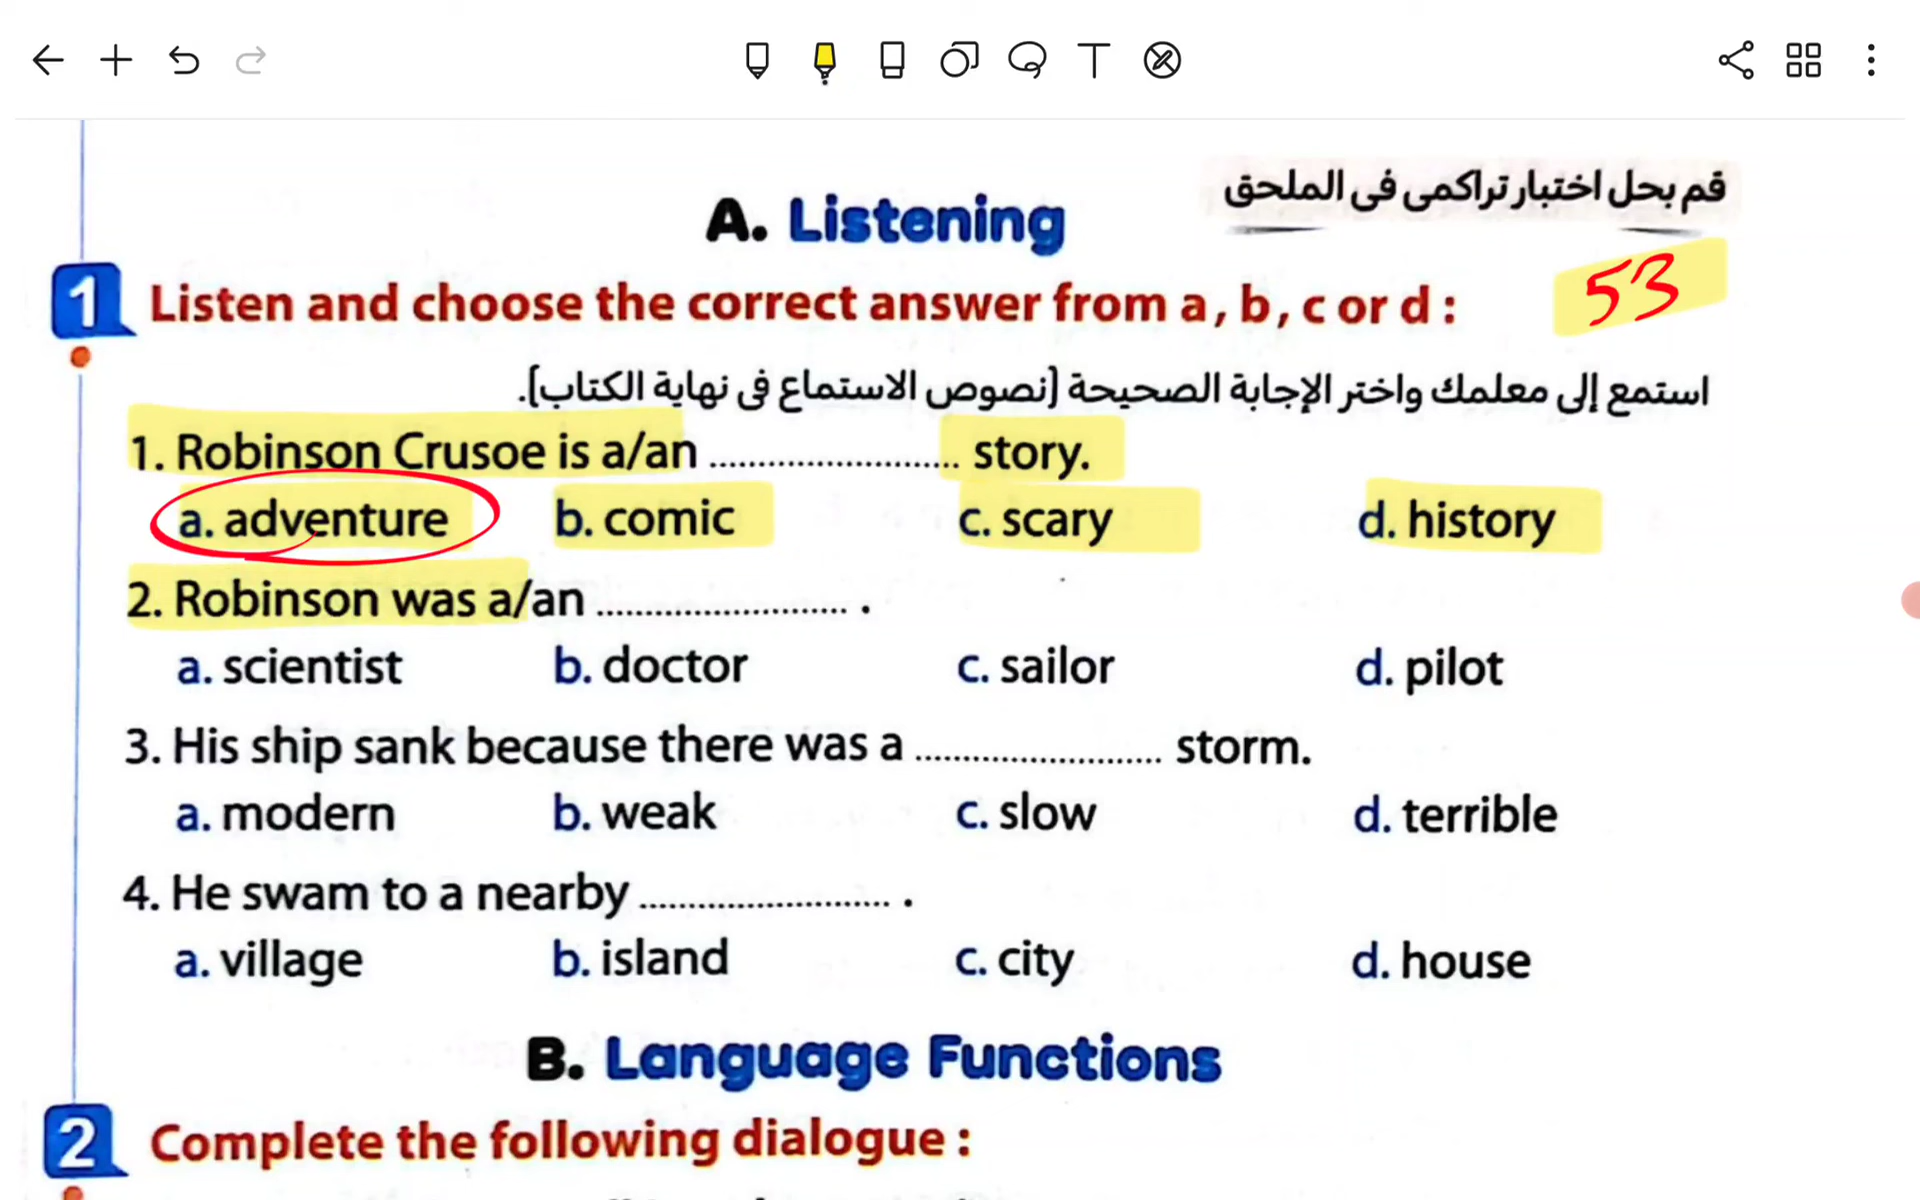 قم بحل اختبار تراكمى فى الملحق
A. Listening
53
1 Listen and choose the correct answer from a, b, c or d :
استمع إلى معلمك واختر الإجابة الصحيحة [نصوص الاستماع فى نهاية الكتاب].
1. Robinson Crusoe is a/an .......................... story.
a. adventure b. comic c. scary d. history
2. Robinson was a/an .......................... .
a. scientist b. doctor c. sailor d. pilot
3. His ship sank because there was a .......................... storm.
a. modern b. weak c. slow d. terrible
4. He swam to a nearby .......................... .
a. village b. island c. city d. house
B. Language Functions
2 Complete the following dialogue :